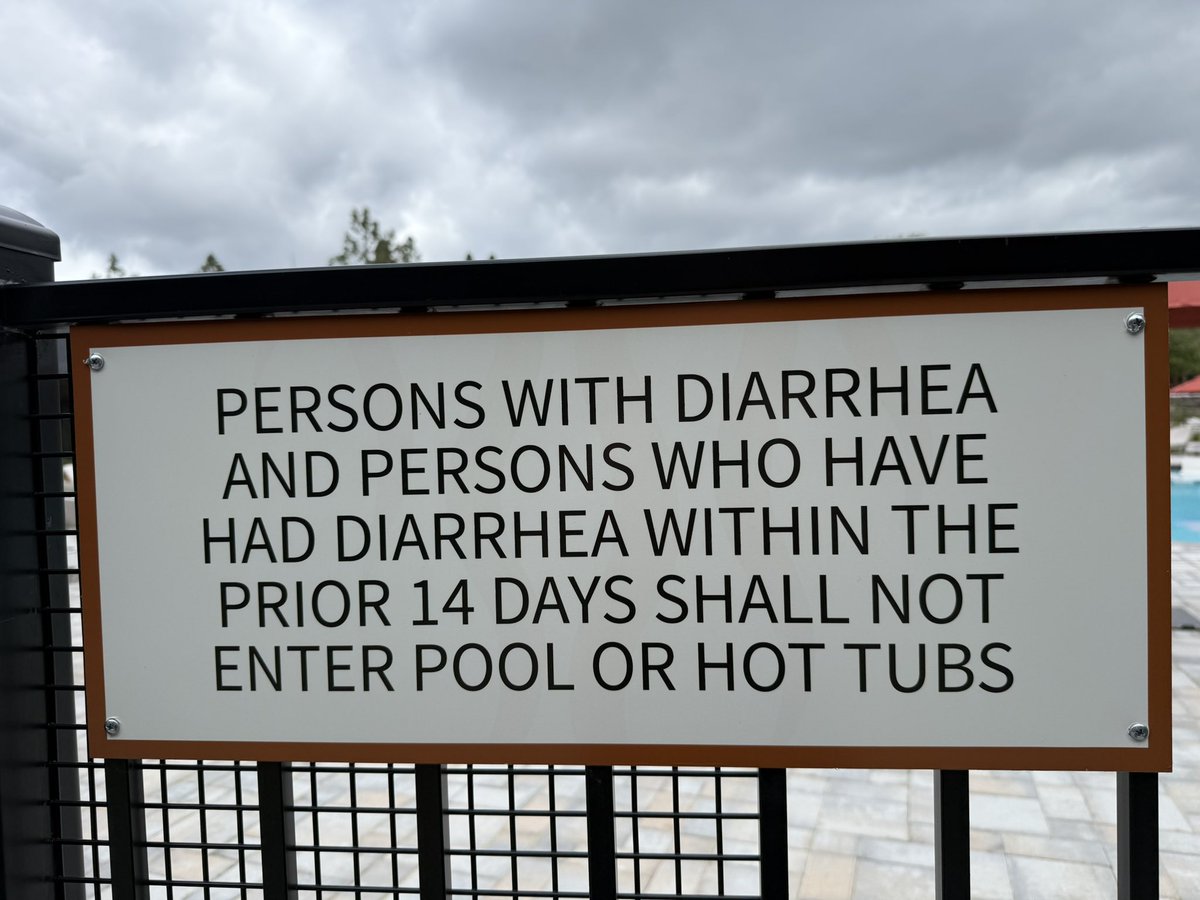 PERSONS WITH DIARRHEA
AND PERSONS WHO HAVE
HAD DIARRHEA WITHIN THE
PRIOR 14 DAYS SHALL NOT
ENTER POOL OR HOT TUBS